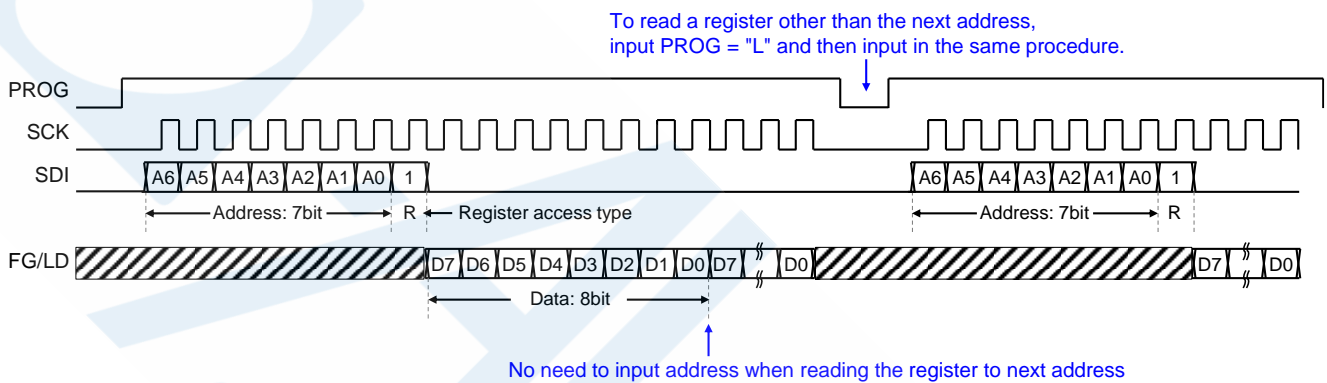 To read a register other than the next address,
input PROG = "L" and then input in the same procedure.
PROG
SCK
SDI A6 A5 A4 A3 A2 A1 A0 1 A6 A5 A4 A3 A2 A1 A0 1
Address: 7bit R Register access type Address: 7bit R
FG/LD D7 D6 D5 D4 D3 D2 D1 D0 D7 D0 D7 D0
Data: 8bit
No need to input address when reading the register to next address